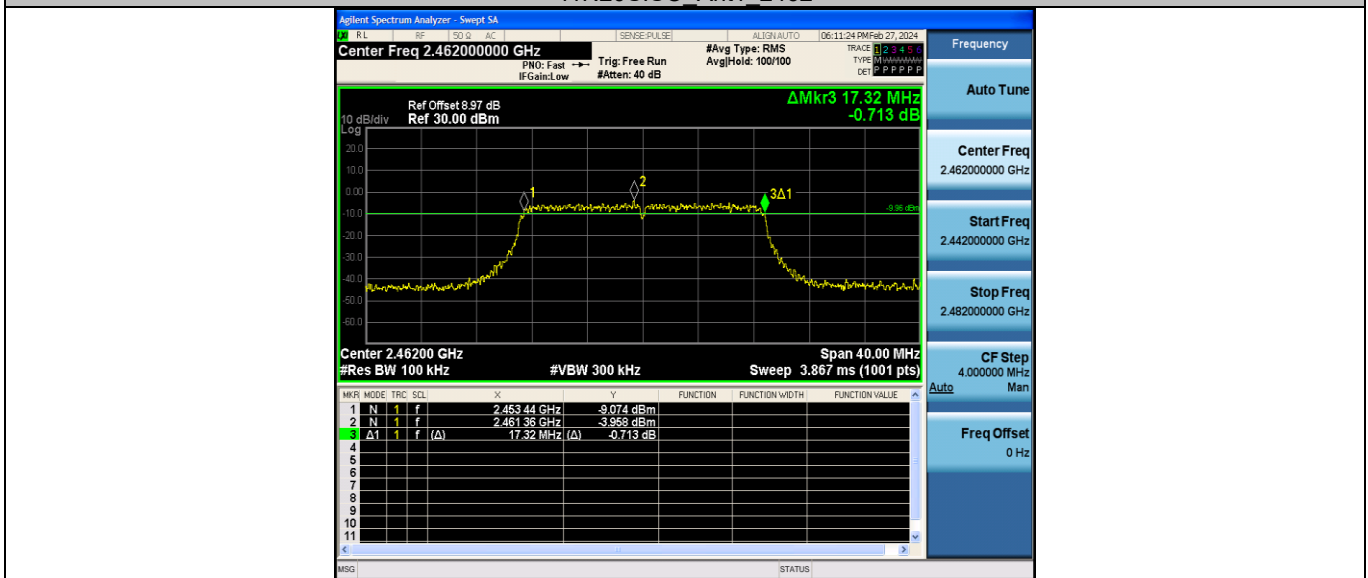 Agilent Spectrum Analyzer - Swept SA
RL RF 50 Ω AC SENSE:PULSE ALIGN AUTO 06:11:24 PM Feb 27, 2024
Center Freq 2.462000000 GHz #Avg Type: RMS TRACE 1 2 3 4 5 6
PNO: Fast Trig: Free Run Avg|Hold: 100/100 TYPE M
IFGain:Low #Atten: 40 dB DET P P P P P P
Frequency
Auto Tune
Center Freq
2.462000000 GHz
Start Freq
2.442000000 GHz
Stop Freq
2.482000000 GHz
CF Step
4.000000 MHz
Auto Man
Freq Offset
0 Hz
ΔMkr3 17.32 MHz
-0.713 dB
Ref Offset 8.97 dB
10 dB/div Ref 30.00 dBm
Log
20.0
10.0
0.00
-10.0
-20.0
-30.0
-40.0
-50.0
-60.0
1
2
3Δ1
-9.96 dBm
Center 2.46200 GHz Span 40.00 MHz
#Res BW 100 kHz #VBW 300 kHz Sweep 3.867 ms (1001 pts)
MKR MODE TRC SCL X Y FUNCTION FUNCTION WIDTH FUNCTION VALUE
1 N 1 f 2.453 44 GHz -9.074 dBm
2 N 1 f 2.461 36 GHz -3.958 dBm
3 Δ1 1 f (Δ) 17.32 MHz (Δ) -0.713 dB
4
5
6
7
8
9
10
11
MSG STATUS